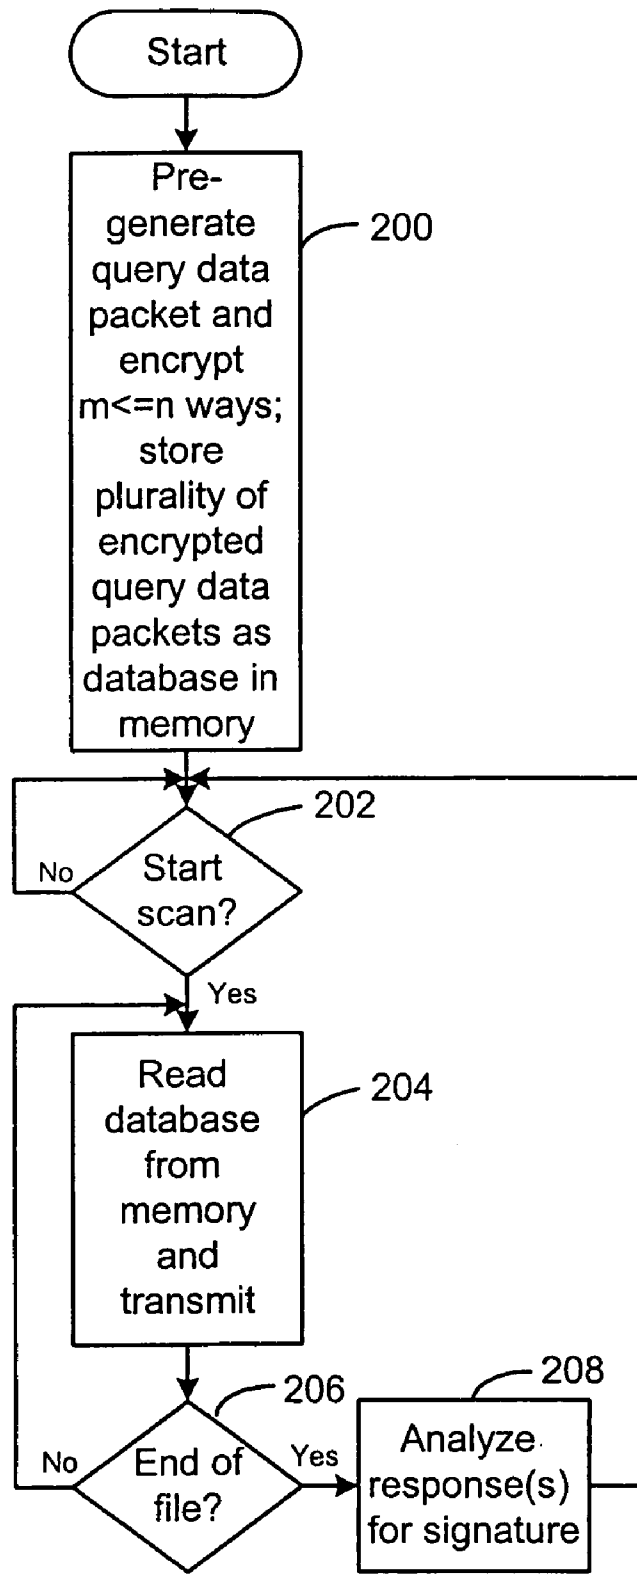 Start
Pre-
generate
query data
packet and
encrypt
m<=n ways;
store
plurality of
encrypted
query data
packets as
database in
memory
200
202
Start
scan?
No
Yes
Read
database
from
memory
and
transmit
204
206
End of
file?
No
Yes
208
Analyze
response(s)
for signature